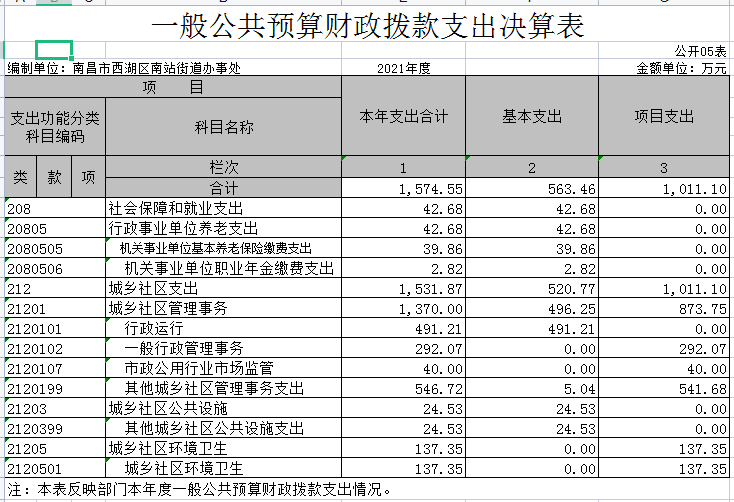 一般公共预算财政拨款支出决算表
公开05表
编制单位：南昌市西湖区南站街道办事处 2021年度 金额单位：万元
项 目 本年支出合计 基本支出 项目支出
支出功能分类科目编码 科目名称
类 款 项 栏次 1 2 3
合计 1,574.55 563.46 1,011.10
208 社会保障和就业支出 42.68 42.68 0.00
20805 行政事业单位养老支出 42.68 42.68 0.00
2080505 机关事业单位基本养老保险缴费支出 39.86 39.86 0.00
2080506 机关事业单位职业年金缴费支出 2.82 2.82 0.00
212 城乡社区支出 1,531.87 520.77 1,011.10
21201 城乡社区管理事务 1,370.00 496.25 873.75
2120101 行政运行 491.21 491.21 0.00
2120102 一般行政管理事务 292.07 0.00 292.07
2120107 市政公用行业市场监管 40.00 0.00 40.00
2120199 其他城乡社区管理事务支出 546.72 5.04 541.68
21203 城乡社区公共设施 24.53 24.53 0.00
2120399 其他城乡社区公共设施支出 24.53 24.53 0.00
21205 城乡社区环境卫生 137.35 0.00 137.35
2120501 城乡社区环境卫生 137.35 0.00 137.35
注：本表反映部门本年度一般公共预算财政拨款支出情况。